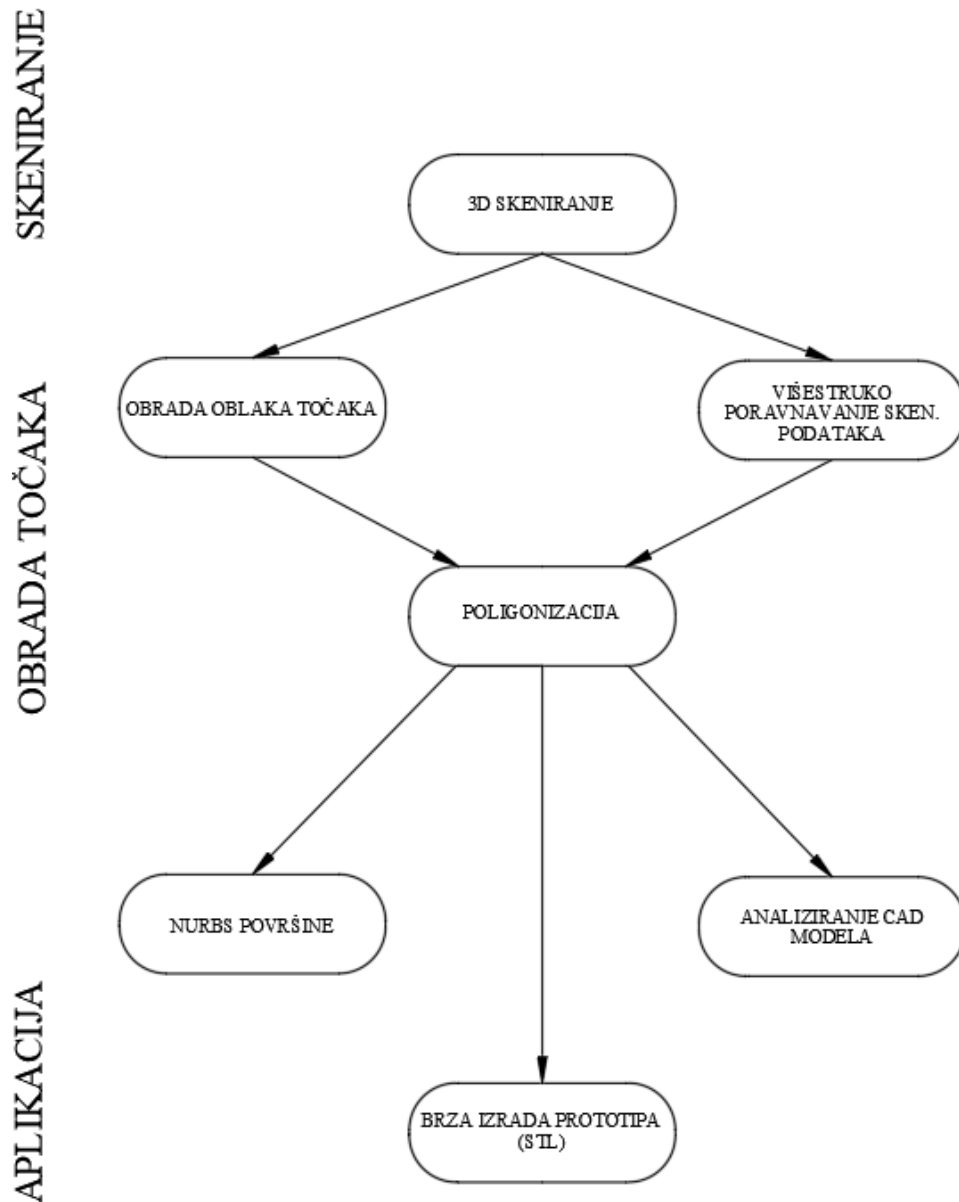 SKENIRANJE
3D SKENIRANJE
OBRADA TOČAKA
OBRADA OBLAKA TOČAKA
VIŠESTRUKO
PORAVNAVANJE SKEN.
PODATAKA
POLIGONIZACIJA
APLIKACIJA
NURBS POVRŠINE
ANALIZIRANJE CAD
MODELA
BRZA IZRADA PROTOTIPA
(STL)